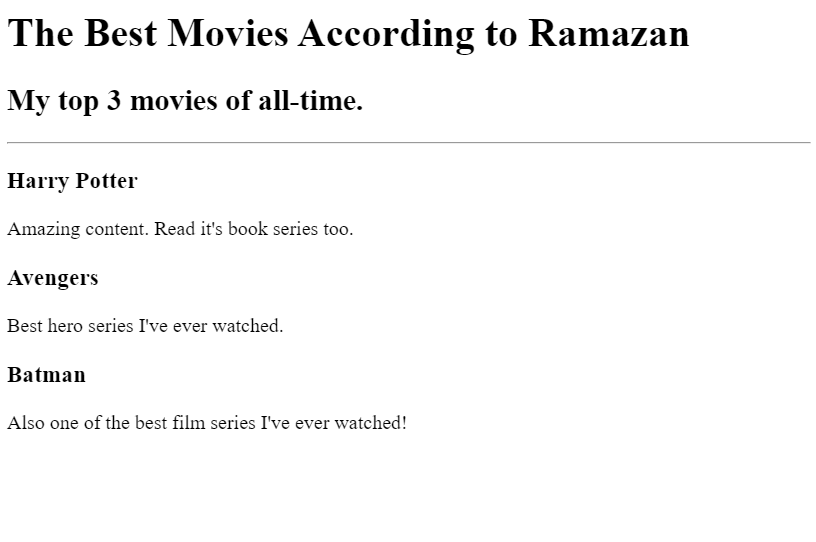 The Best Movies According to Ramazan
My top 3 movies of all-time.
Harry Potter
Amazing content. Read it's book series too.
Avengers
Best hero series I've ever watched.
Batman
Also one of the best film series I've ever watched!